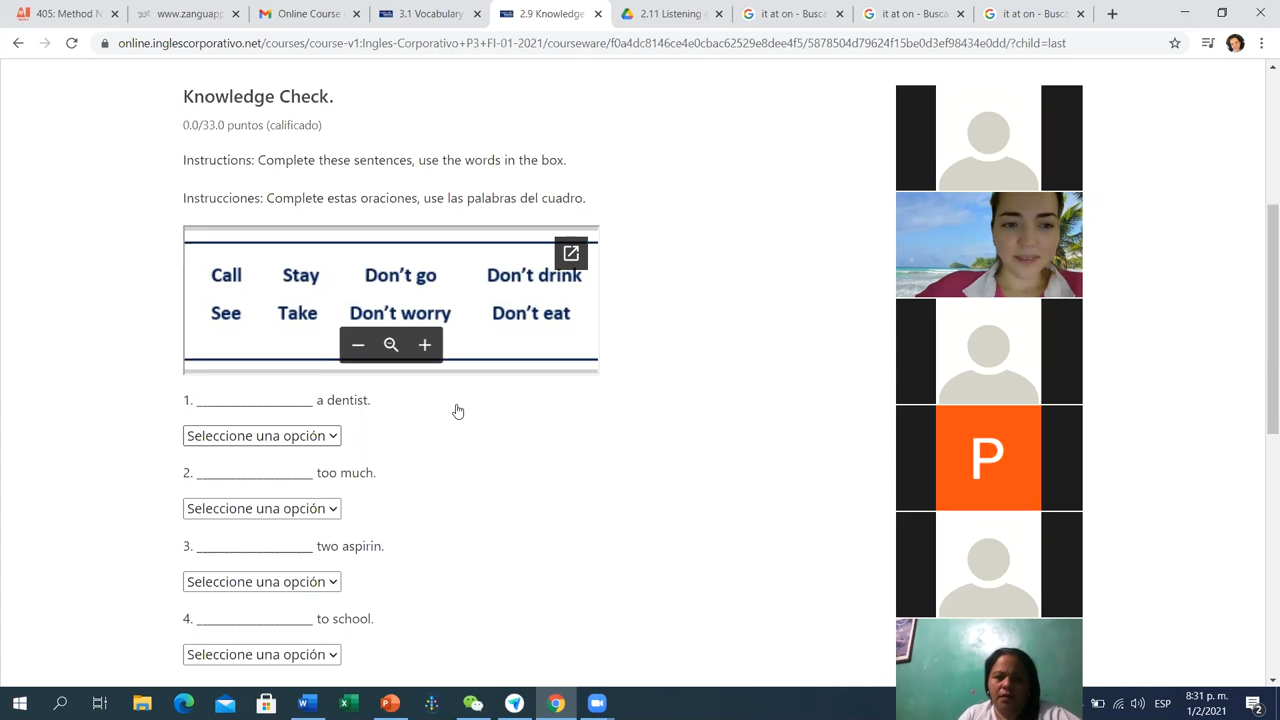 405: Method N
www.zamzar.c
Online Course
3.1 Vocabulary
2.9 Knowledge
2.11 Listening
it at on - Busca
it at on - Busca
it at on - Busca
online.inglescorporativo.net/courses/course-v1:Ingles-Corporativo+P3+FI-01-2021/courseware/f0a4dc8146ce4e0cbac62529e8dee4f5/5878504d79624f15be0d3ef98434e0dd/?child=last
Knowledge Check.
0.0/33.0 puntos (calificado)
Instructions: Complete these sentences, use the words in the box.
Instrucciones: Complete estas oraciones, use las palabras del cuadro.
Call Stay Don't go Don't drink
See Take Don't worry Don't eat
1. ________________ a dentist.
Seleccione una opción
2. ________________ too much.
Seleccione una opción
3. ________________ two aspirin.
Seleccione una opción
4. ________________ to school.
Seleccione una opción
P
ESP
8:31 p. m.
1/2/2021
2